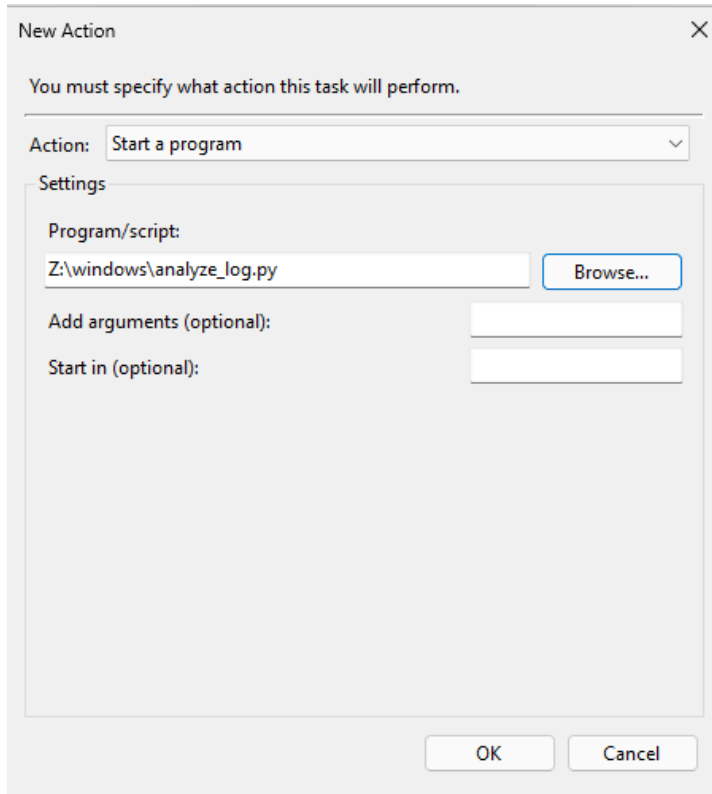 New Action
You must specify what action this task will perform.
Action: Start a program
Settings
Program/script:
Z:\windows\analyze_log.py Browse...
Add arguments (optional):
Start in (optional):
OK Cancel